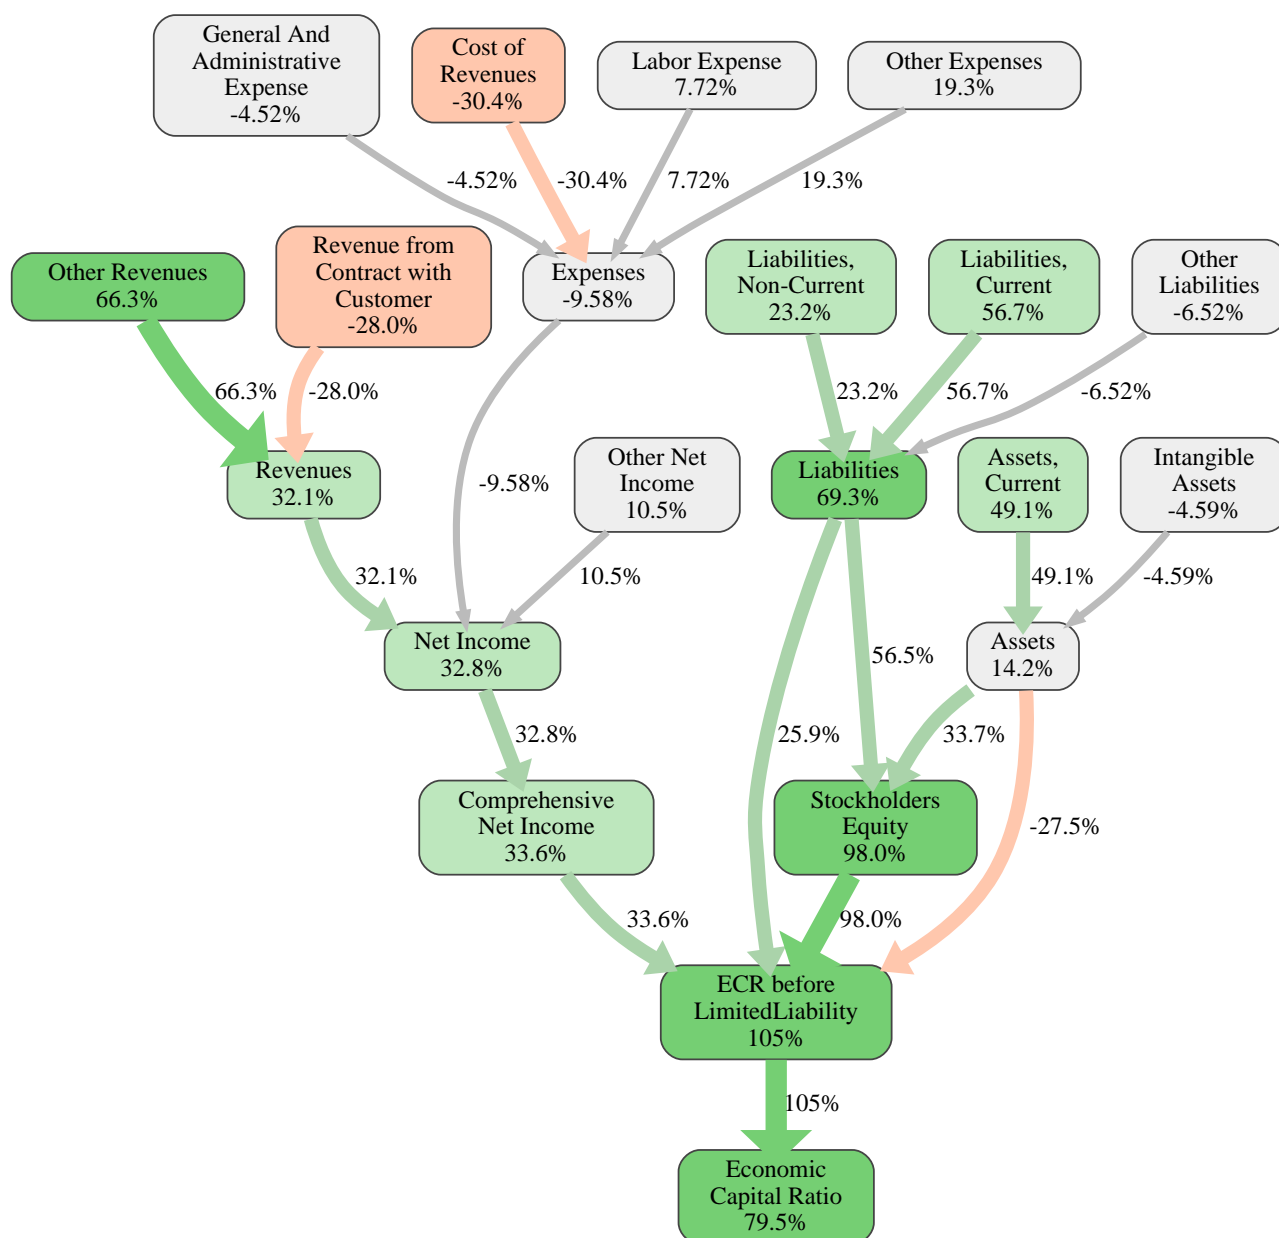 General And
Administrative
Expense
-4.52%
Cost of
Revenues
-30.4%
Labor Expense
7.72%
Other Expenses
19.3%
-4.52%
-30.4%
7.72%
19.3%
Other Revenues
66.3%
Revenue from
Contract with
Customer
-28.0%
Expenses
-9.58%
Liabilities,
Non-Current
23.2%
Liabilities,
Current
56.7%
Other
Liabilities
-6.52%
66.3%
-28.0%
23.2%
56.7%
-6.52%
Revenues
32.1%
-9.58%
Other Net
Income
10.5%
Liabilities
69.3%
Assets,
Current
49.1%
Intangible
Assets
-4.59%
32.1%
10.5%
49.1%
-4.59%
Net Income
32.8%
56.5%
Assets
14.2%
32.8%
25.9%
33.7%
Comprehensive
Net Income
33.6%
Stockholders
Equity
98.0%
-27.5%
33.6%
98.0%
ECR before
LimitedLiability
105%
105%
Economic
Capital Ratio
79.5%